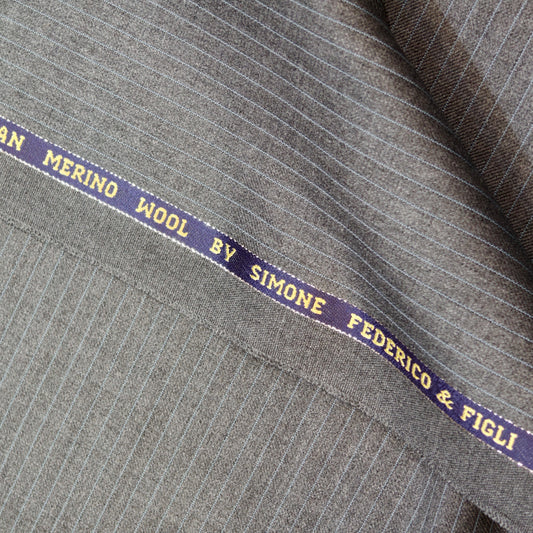 AN MERINO WOOL BY SIMONE FEDERICO & FIGLI